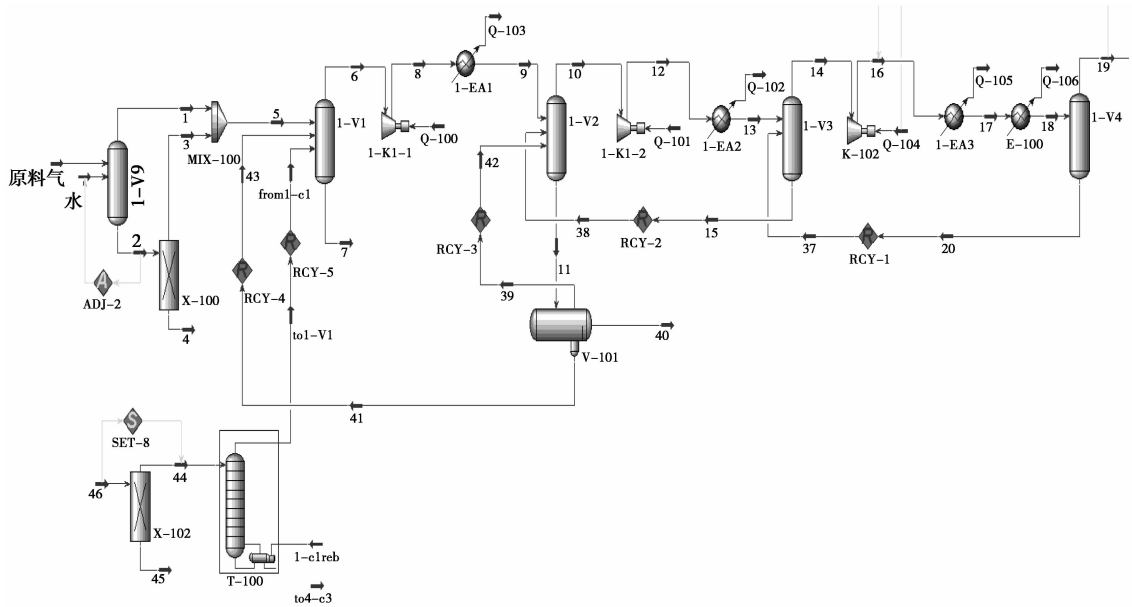 Q-103
6
8
9
10
12
14
16
19
1-EA1
Q-102
Q-105
Q-106
1
5
1-V1
1-V2
1-V3
1-V4
3
MIX-100
1-K1-1
Q-100
1-K1-2
Q-101
1-EA2
13
K-102
Q-104
1-EA3
17
E-100
18
原料气
水
1-V9
43
from1-c1
42
2
7
38
RCY-2
15
37
RCY-1
20
RCY-3
A
ADJ-2
X-100
R
RCY-4
R
RCY-5
R
R
R
11
39
4
to1-V1
40
V-101
41
S
SET-8
46
44
X-102
45
1-c1reb
T-100
to4-c3